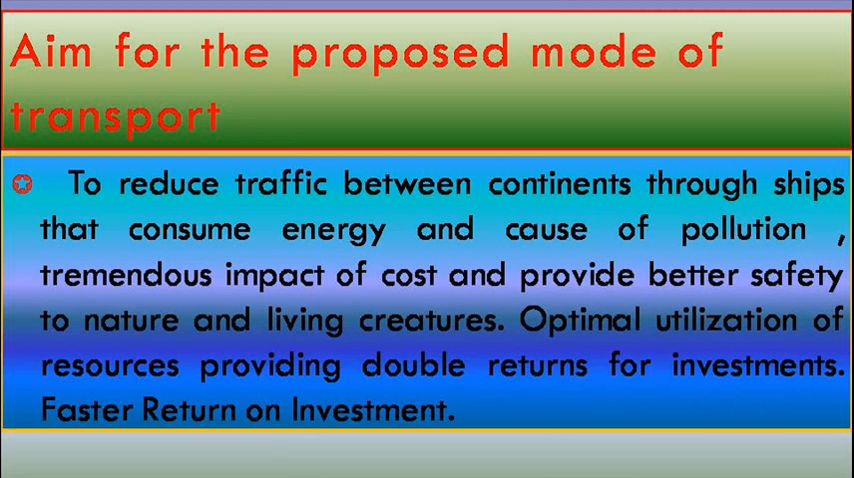 Aim for the proposed mode of
transport
To reduce traffic between continents through ships
that consume energy and cause of pollution ,
tremendous impact of cost and provide better safety
to nature and living creatures. Optimal utilization of
resources providing double returns for investments.
Faster Return on Investment.